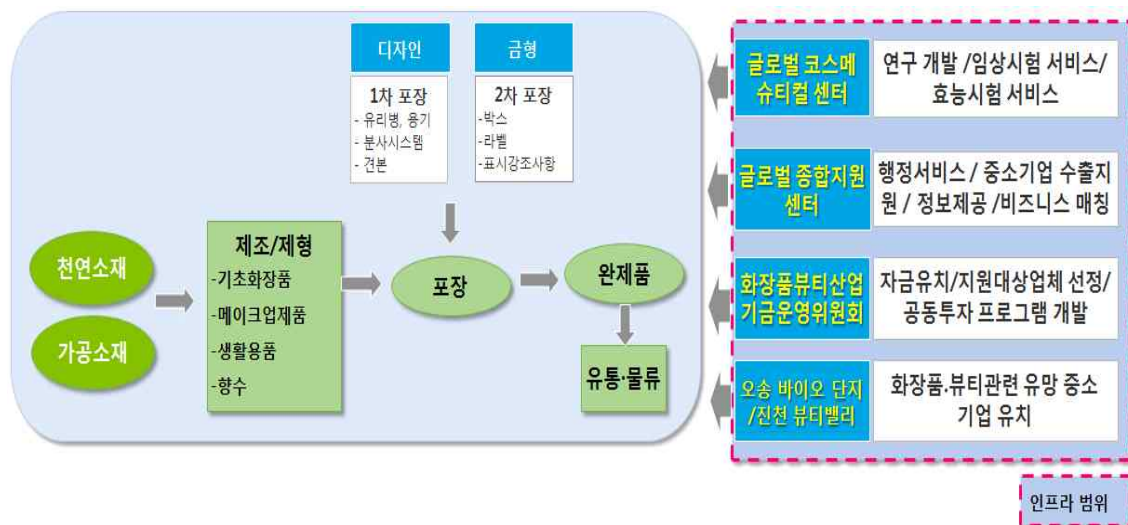 디자인
1차 포장
- 유리병, 용기
- 분사시스템
- 견본
금형
2차 포장
-박스
-라벨
-표시강조사항
천연소재
가공소재
제조/제형
-기초화장품
-메이크업제품
-생활용품
-향수
포장
완제품
유통·물류
글로벌 코스메
슈티컬 센터
연구 개발 /임상시험 서비스/
효능시험 서비스
글로벌 종합지원
센터
행정서비스 / 중소기업 수출지
원 / 정보제공 /비즈니스 매칭
화장품뷰티산업
기금운영위원회
자금유치/지원대상업체 선정/
공동투자 프로그램 개발
오송 바이오 단지
/진천 뷰티밸리
화장품.뷰티관련 유망 중소
기업 유치
인프라 범위